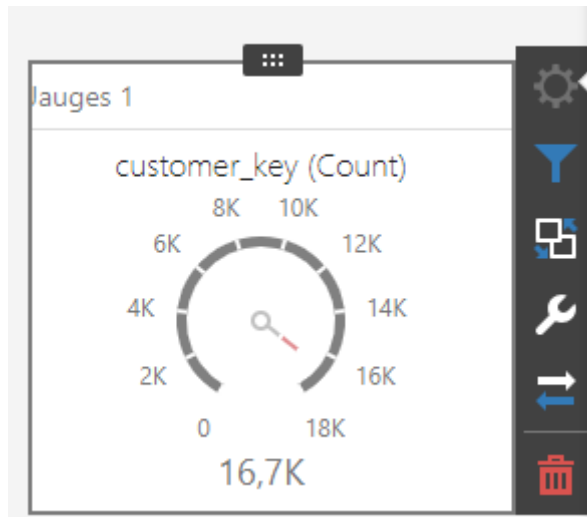 Jauges 1
customer_key (Count)
8K 10K
6K 12K
4K 14K
2K 16K
0 18K
16,7K